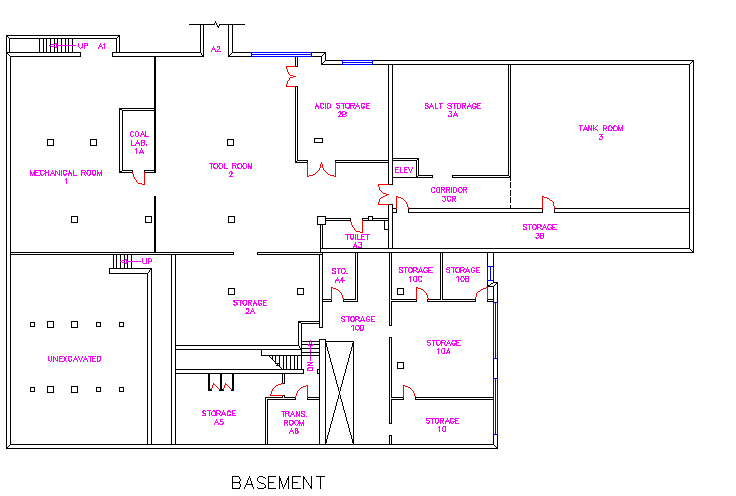 UP A1
A2
ACID STORAGE
2B
SALT STORAGE
3A
TANK ROOM
3
COAL
LAB.
1A
MECHANICAL ROOM
1
TOOL ROOM
2
ELEV
CORRIDOR
3CR
TOILET
A3
STORAGE
3B
UP
STO.
A4
STORAGE
10C
STORAGE
10B
STORAGE
2A
STORAGE
10D
UNEXCAVATED
STORAGE
10A
DN
STORAGE
A5
TRANS.
ROOM
A6
STORAGE
10
BASEMENT